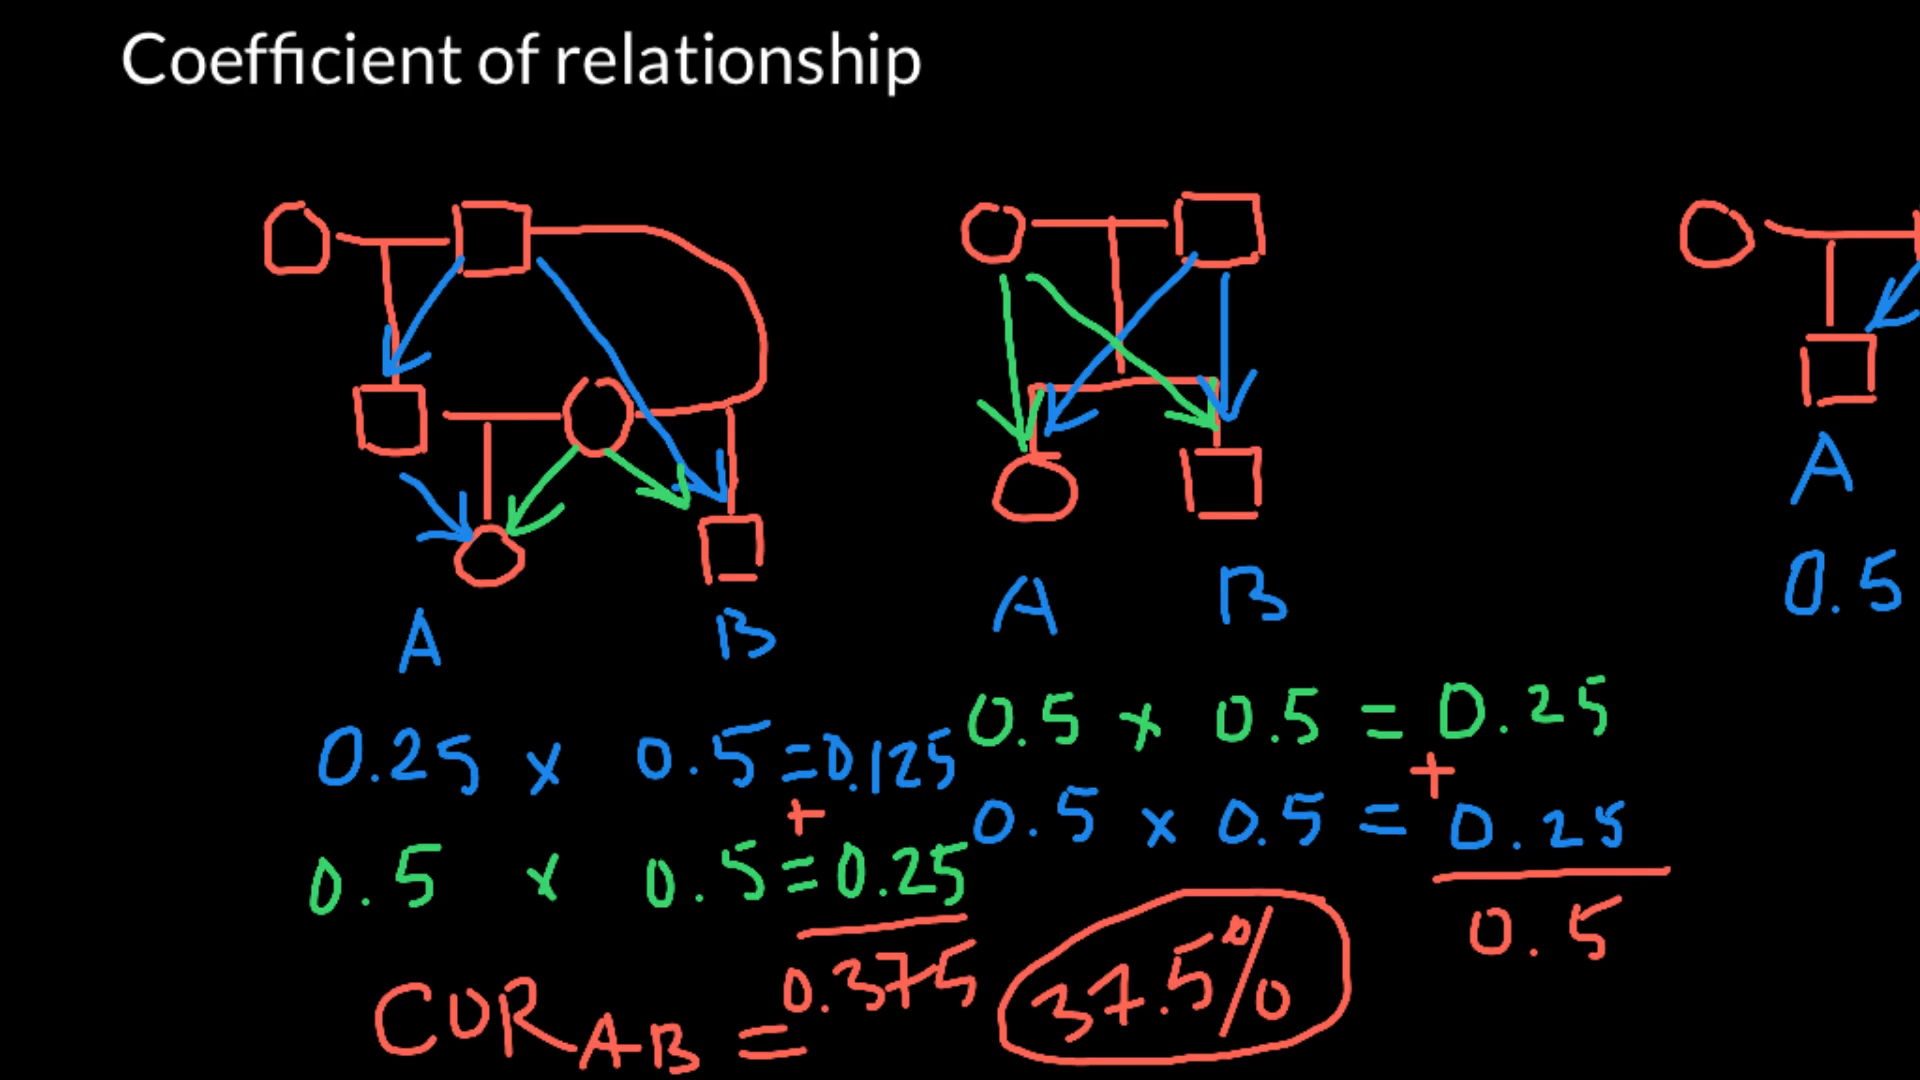 Coefficient of relationship
A B
0.25 x 0.5 = 0.125
+
0.5 x 0.5 = 0.25
0.375
COR AB = 37.5%
A B
0.5 x 0.5 = 0.25
+
0.5 x 0.5 = 0.25
0.5
A
0.5